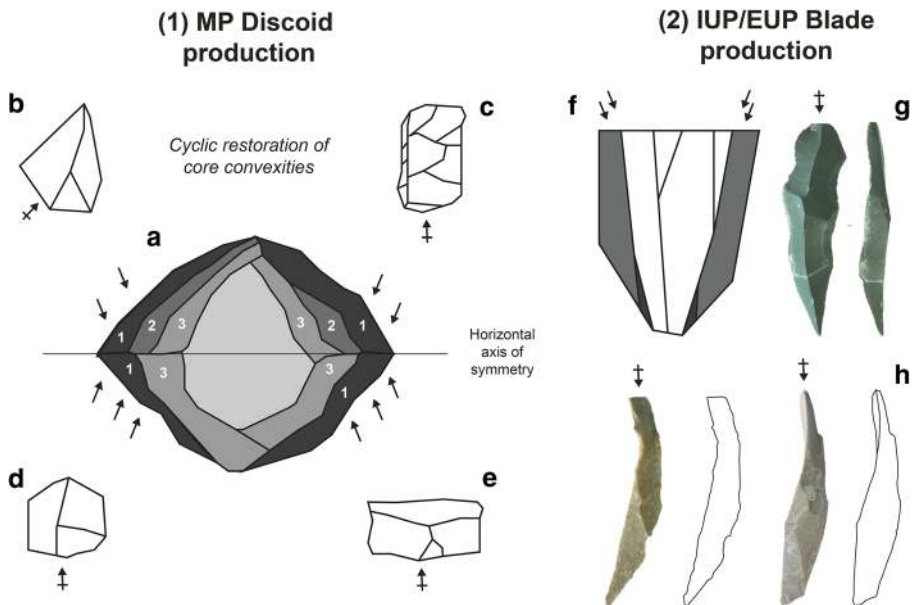 (1) MP Discoid
production
(2) IUP/EUP Blade
production
b
Cyclic restoration of
core convexities
c
f
g
a
1
2
3
3
2
1
Horizontal
axis of
symmetry
1
3
3
1
h
d
e